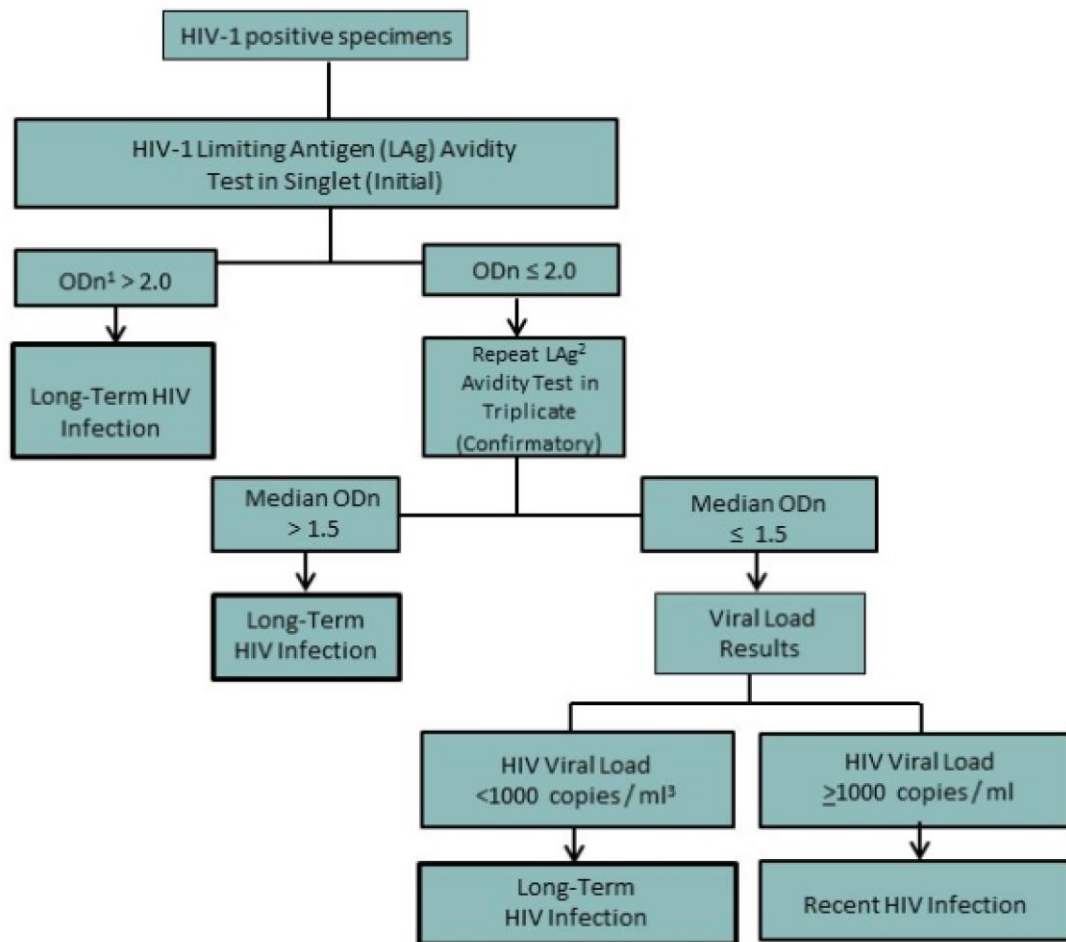 HIV-1 positive specimens
HIV-1 Limiting Antigen (LAg) Avidity
Test in Singlet (Initial)
ODn¹ > 2.0
ODn ≤ 2.0
Long-Term HIV
Infection
Repeat LAg²
Avidity Test in
Triplicate
(Confirmatory)
Median ODn
> 1.5
Median ODn
≤ 1.5
Long-Term
HIV Infection
Viral Load
Results
HIV Viral Load
<1000 copies / ml³
HIV Viral Load
≥1000 copies / ml
Long-Term
HIV Infection
Recent HIV Infection